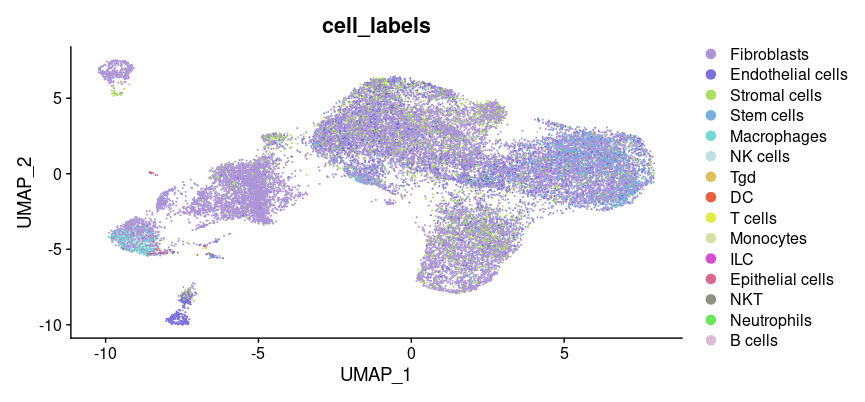 cell_labels
UMAP_2
5
0
-5
-10
-10
-5
0
5
UMAP_1
Fibroblasts
Endothelial cells
Stromal cells
Stem cells
Macrophages
NK cells
Tgd
DC
T cells
Monocytes
ILC
Epithelial cells
NKT
Neutrophils
B cells